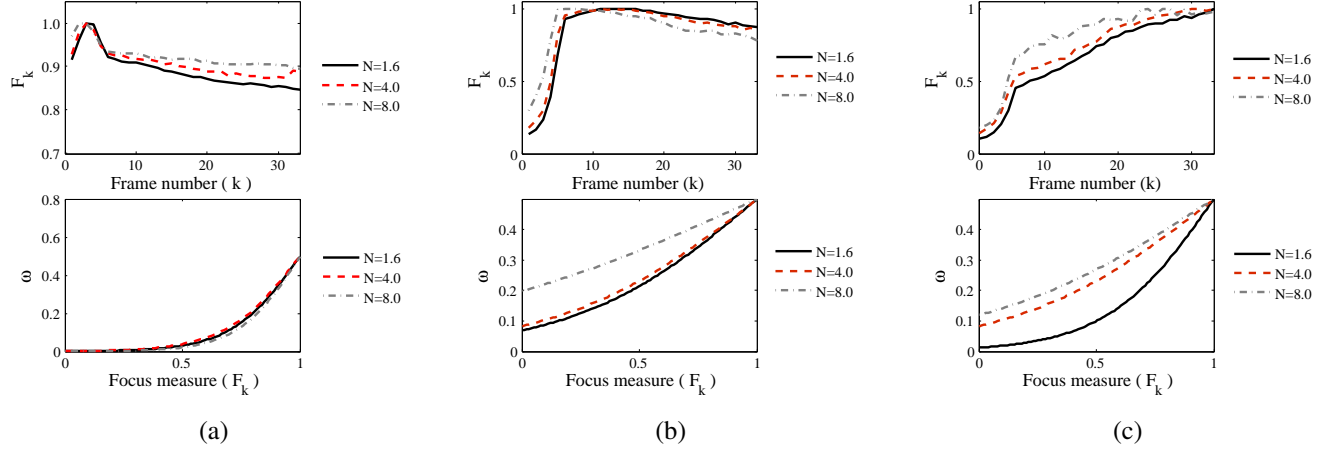 1.0
0.9
0.8
0.7
F_k
0 10 20 30
Frame number ( k )
N=1.6
N=4.0
N=8.0
1
0.5
0
F_k
0 10 20 30
Frame number (k)
N=1.6
N=4.0
N=8.0
1
0.5
0
F_k
0 10 20 30
Frame number (k)
N=1.6
N=4.0
N=8.0
0.8
0.6
0.4
0.2
0
ω
0 0.5 1
Focus measure ( F_k )
N=1.6
N=4.0
N=8.0
0.4
0.3
0.2
0.1
0
ω
0 0.5 1
Focus measure ( F_k )
N=1.6
N=4.0
N=8.0
0.4
0.3
0.2
0.1
0
ω
0 0.5 1
Focus measure ( F_k )
N=1.6
N=4.0
N=8.0
(a) (b) (c)